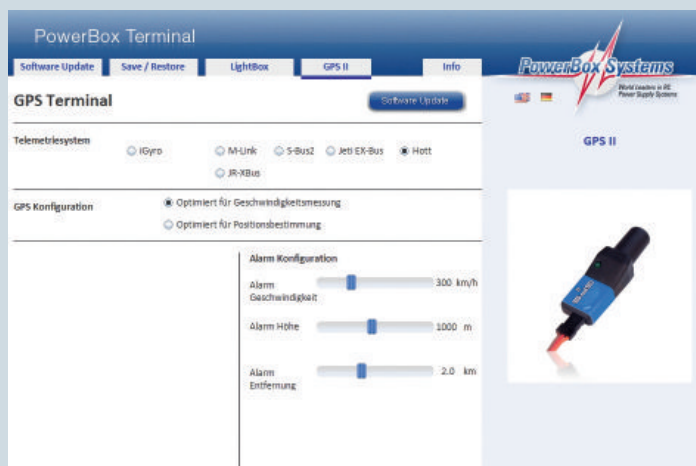 PowerBox Terminal
Software Update Save / Restore LightBox GPS II Info
PowerBox Systems
World Leaders in RC
Power Supply Systems
GPS Terminal
Software Update
GPS II
Telemetriesystem
iGyro M-Link S-Bus2 Jeti EX-Bus Hott
JR-XBus
GPS Konfiguration
Optimiert für Geschwindigkeitsmessung
Optimiert für Positionsbestimmung
Alarm Konfiguration
Alarm
Geschwindigkeit
300 km/h
Alarm Höhe
1000 m
Alarm
Entfernung
2.0 km